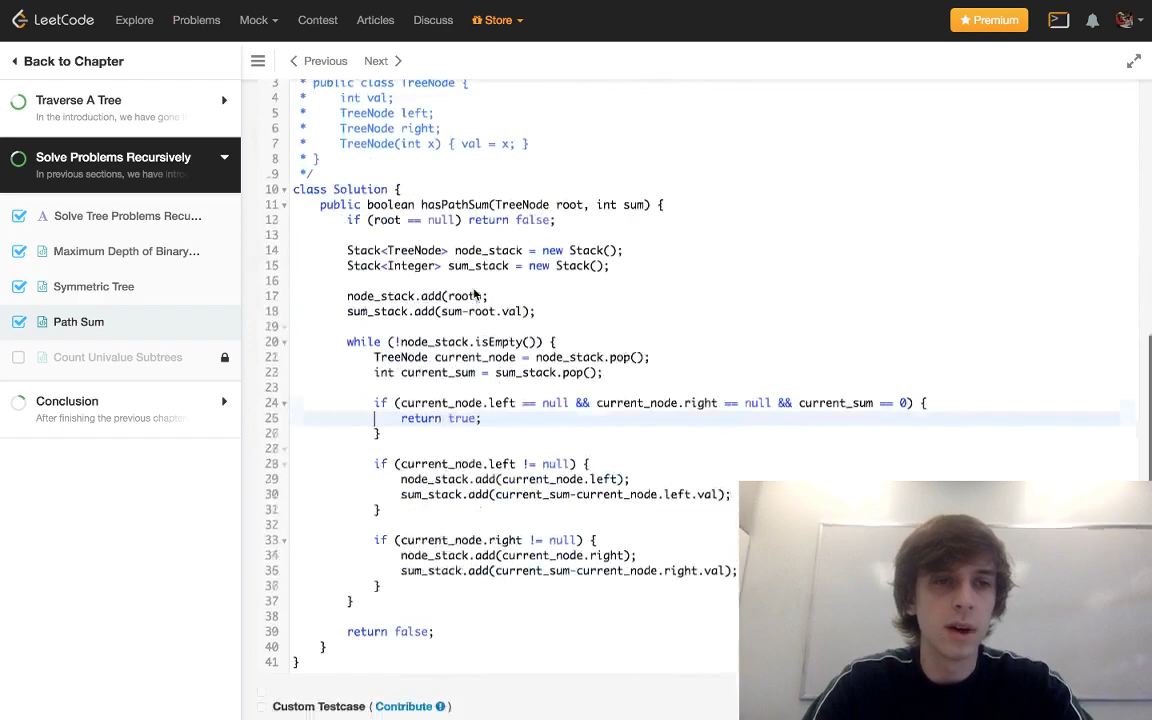 LeetCode Explore Problems Mock Contest Articles Discuss Store Premium
Back to Chapter
Previous Next
Traverse A Tree
In the introduction, we have gone
Solve Problems Recursively
In previous sections, we have intro
A Solve Tree Problems Recu...
Maximum Depth of Binary...
Symmetric Tree
Path Sum
Count Univalue Subtrees
Conclusion
After finishing the previous chapter
3 * public class TreeNode {
4 * int val;
5 * TreeNode left;
6 * TreeNode right;
7 * TreeNode(int x) { val = x; }
8 * }
9 */
10 class Solution {
11 public boolean hasPathSum(TreeNode root, int sum) {
12 if (root == null) return false;
13
14 Stack<TreeNode> node_stack = new Stack();
15 Stack<Integer> sum_stack = new Stack();
16
17 node_stack.add(root);
18 sum_stack.add(sum-root.val);
19
20 while (!node_stack.isEmpty()) {
21 TreeNode current_node = node_stack.pop();
22 int current_sum = sum_stack.pop();
23
24 if (current_node.left == null && current_node.right == null && current_sum == 0) {
25 return true;
26 }
27
28 if (current_node.left != null) {
29 node_stack.add(current_node.left);
30 sum_stack.add(current_sum-current_node.left.val);
31 }
32
33 if (current_node.right != null) {
34 node_stack.add(current_node.right);
35 sum_stack.add(current_sum-current_node.right.val);
36 }
37 }
38
39 return false;
40 }
41 }
Custom Testcase ( Contribute )